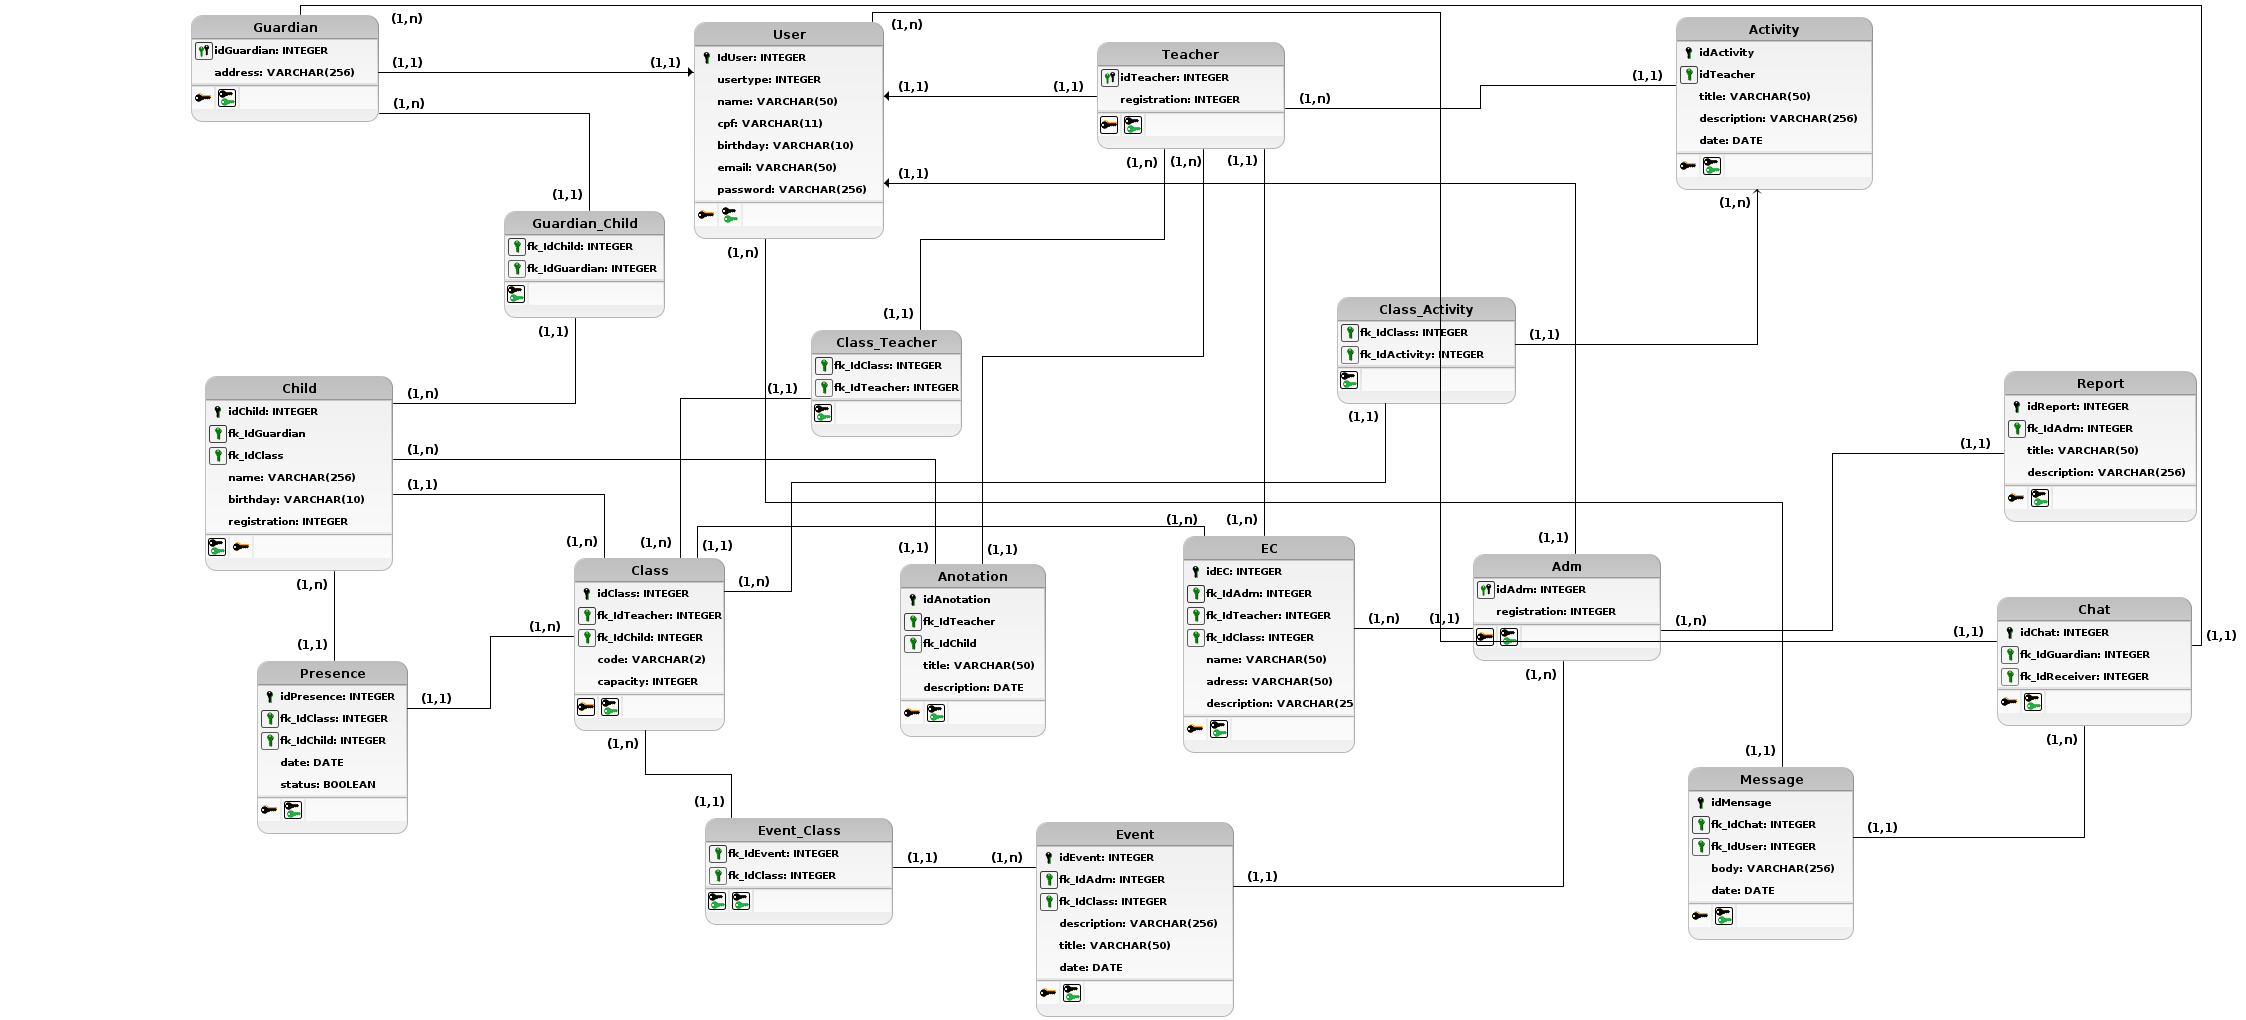 Guardian
idGuardian: INTEGER
address: VARCHAR(256)
(1,n)
(1,1)
(1,n)
(1,1)
User
IdUser: INTEGER
usertype: INTEGER
name: VARCHAR(50)
cpf: VARCHAR(11)
birthday: VARCHAR(10)
email: VARCHAR(50)
password: VARCHAR(256)
(1,n)
(1,1)
(1,1)
(1,n)
Teacher
idTeacher: INTEGER
registration: INTEGER
(1,1)
(1,n)
(1,n)
(1,n)
(1,1)
Activity
idActivity
idTeacher
title: VARCHAR(50)
description: VARCHAR(256)
date: DATE
(1,1)
(1,n)
Guardian_Child
fk_IdChild: INTEGER
fk_IdGuardian: INTEGER
(1,1)
(1,1)
Class_Teacher
fk_IdClass: INTEGER
fk_IdTeacher: INTEGER
(1,1)
(1,1)
Class_Activity
fk_IdClass: INTEGER
fk_IdActivity: INTEGER
(1,1)
(1,1)
Report
idReport: INTEGER
fk_IdAdm: INTEGER
title: VARCHAR(50)
description: VARCHAR(256)
(1,1)
Child
idChild: INTEGER
fk_IdGuardian
fk_IdClass
name: VARCHAR(256)
birthday: VARCHAR(10)
registration: INTEGER
(1,n)
(1,n)
(1,1)
(1,n)
Class
idClass: INTEGER
fk_IdTeacher: INTEGER
fk_IdChild: INTEGER
code: VARCHAR(2)
capacity: INTEGER
(1,n)
(1,n)
(1,1)
(1,n)
(1,n)
(1,n)
Anotation
idAnotation
fk_IdTeacher
fk_IdChild
title: VARCHAR(50)
description: DATE
(1,1)
(1,1)
EC
idEC: INTEGER
fk_IdAdm: INTEGER
fk_IdTeacher: INTEGER
fk_IdClass: INTEGER
name: VARCHAR(50)
adress: VARCHAR(50)
description: VARCHAR(25
(1,n)
(1,n)
(1,n)
Adm
idAdm: INTEGER
registration: INTEGER
(1,1)
(1,1)
(1,n)
(1,n)
Chat
idChat: INTEGER
fk_IdGuardian: INTEGER
fk_IdReceiver: INTEGER
(1,1)
(1,1)
(1,n)
Presence
idPresence: INTEGER
fk_IdClass: INTEGER
fk_IdChild: INTEGER
date: DATE
status: BOOLEAN
(1,1)
(1,1)
Event_Class
fk_IdEvent: INTEGER
fk_IdClass: INTEGER
(1,1)
(1,1)
Event
idEvent: INTEGER
fk_IdAdm: INTEGER
fk_IdClass: INTEGER
description: VARCHAR(256)
title: VARCHAR(50)
date: DATE
(1,n)
(1,1)
Message
idMensage
fk_IdChat: INTEGER
fk_IdUser: INTEGER
body: VARCHAR(256)
date: DATE
(1,1)
(1,1)